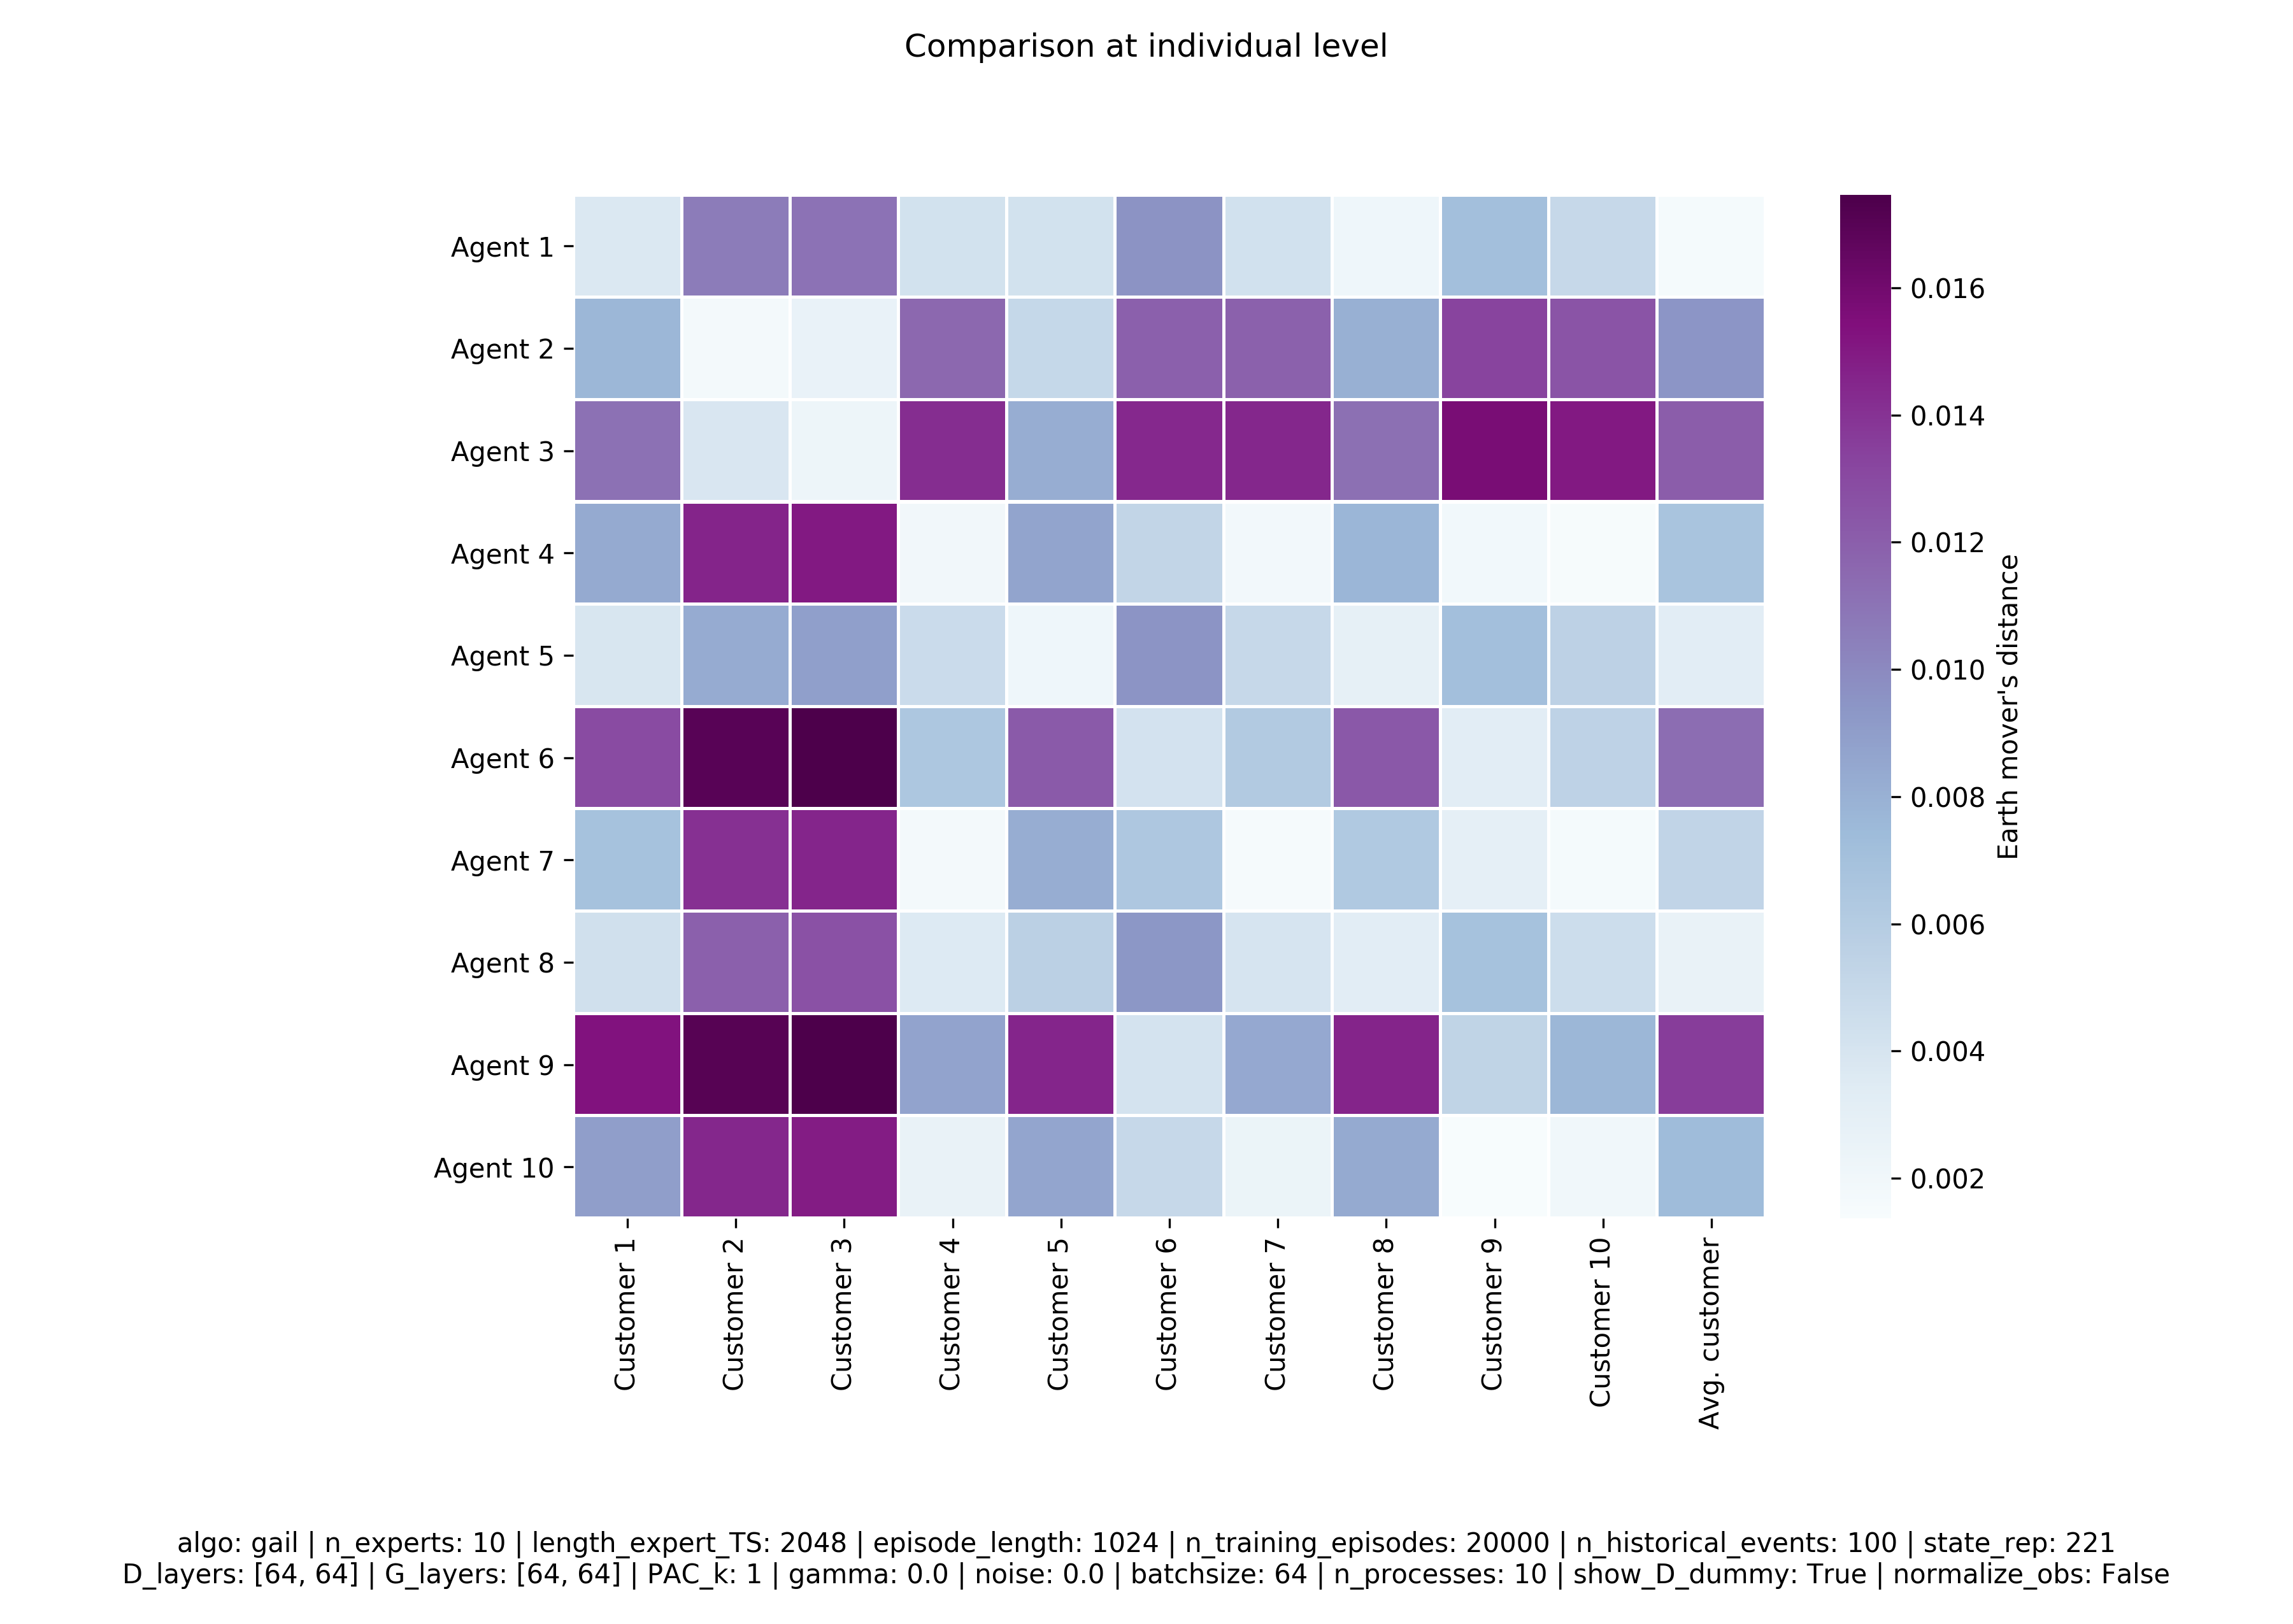 Comparison at individual level
Agent 1
Agent 2
Agent 3
Agent 4
Agent 5
Agent 6
Agent 7
Agent 8
Agent 9
Agent 10
Customer 1
Customer 2
Customer 3
Customer 4
Customer 5
Customer 6
Customer 7
Customer 8
Customer 9
Customer 10
Avg. customer
0.016
0.014
0.012
0.010
0.008
0.006
0.004
0.002
Earth mover's distance
algo: gail | n_experts: 10 | length_expert_TS: 2048 | episode_length: 1024 | n_training_episodes: 20000 | n_historical_events: 100 | state_rep: 221
D_layers: [64, 64] | G_layers: [64, 64] | PAC_k: 1 | gamma: 0.0 | noise: 0.0 | batchsize: 64 | n_processes: 10 | show_D_dummy: True | normalize_obs: False